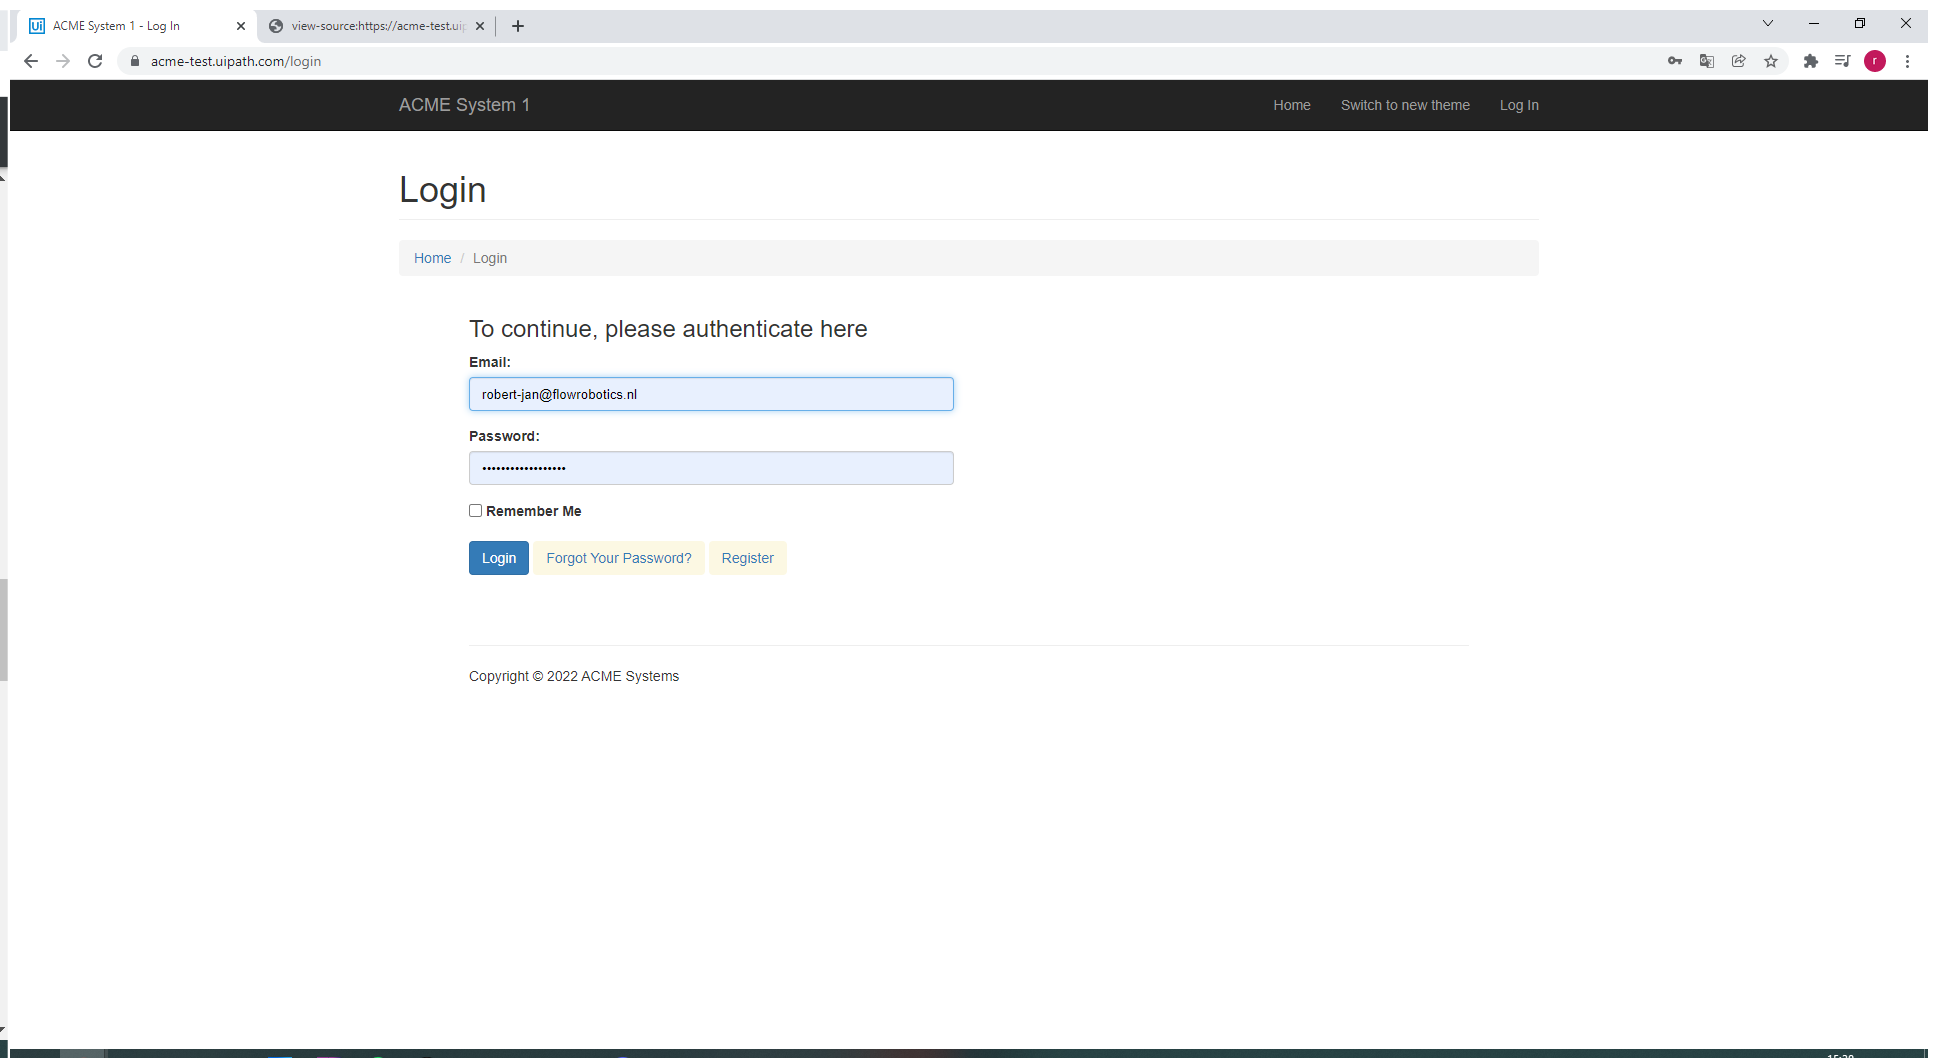 Ui ACME System 1 - Log In
view-source:https://acme-test.uip
acme-test.uipath.com/login
r
ACME System 1 Home Switch to new theme Log In
Login
Home / Login
To continue, please authenticate here
Email:
robert-jan@flowrobotics.nl
Password:
••••••••••••••••••
Remember Me
Login Forgot Your Password? Register
Copyright © 2022 ACME Systems